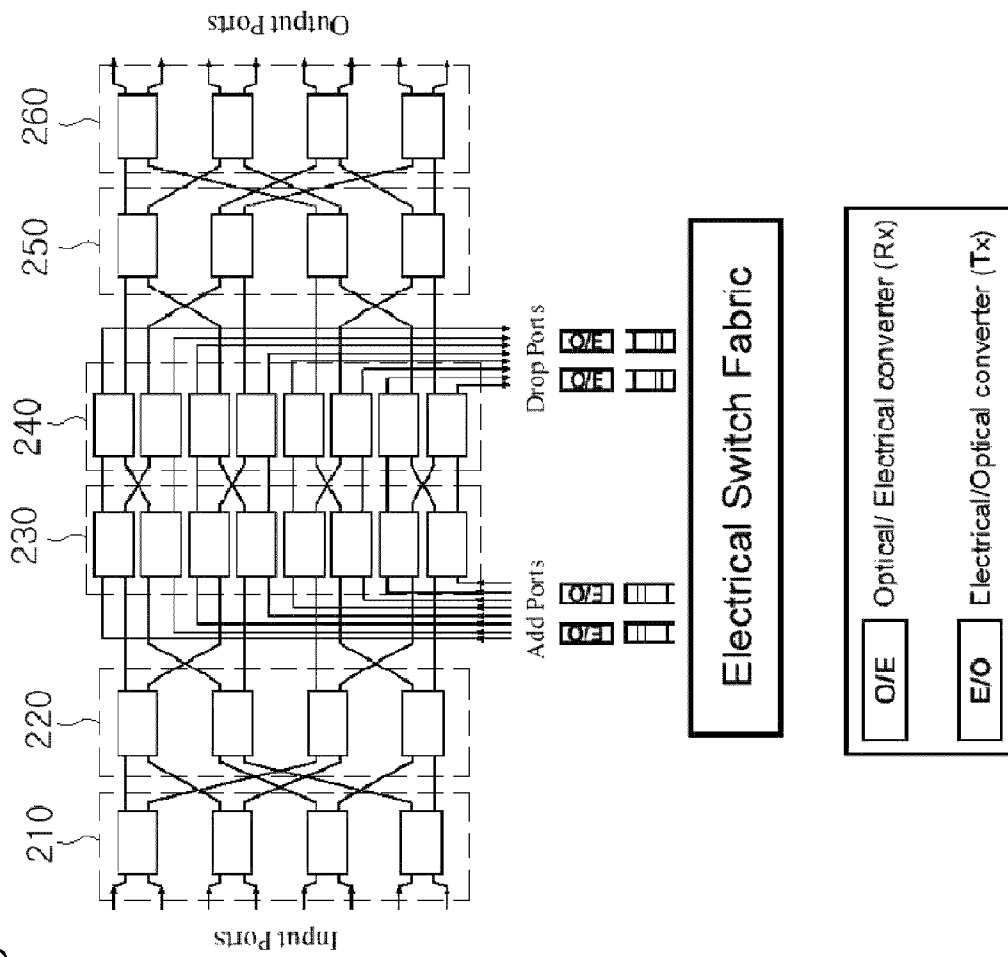 Output Ports
210
220
230
240
250
260
Input Ports
Add Ports
Drop Ports
O/E
O/E
O/E
O/E
Electrical Switch Fabric
O/E
Optical/ Electrical converter (Rx)
E/O
Electrical/Optical converter (Tx)